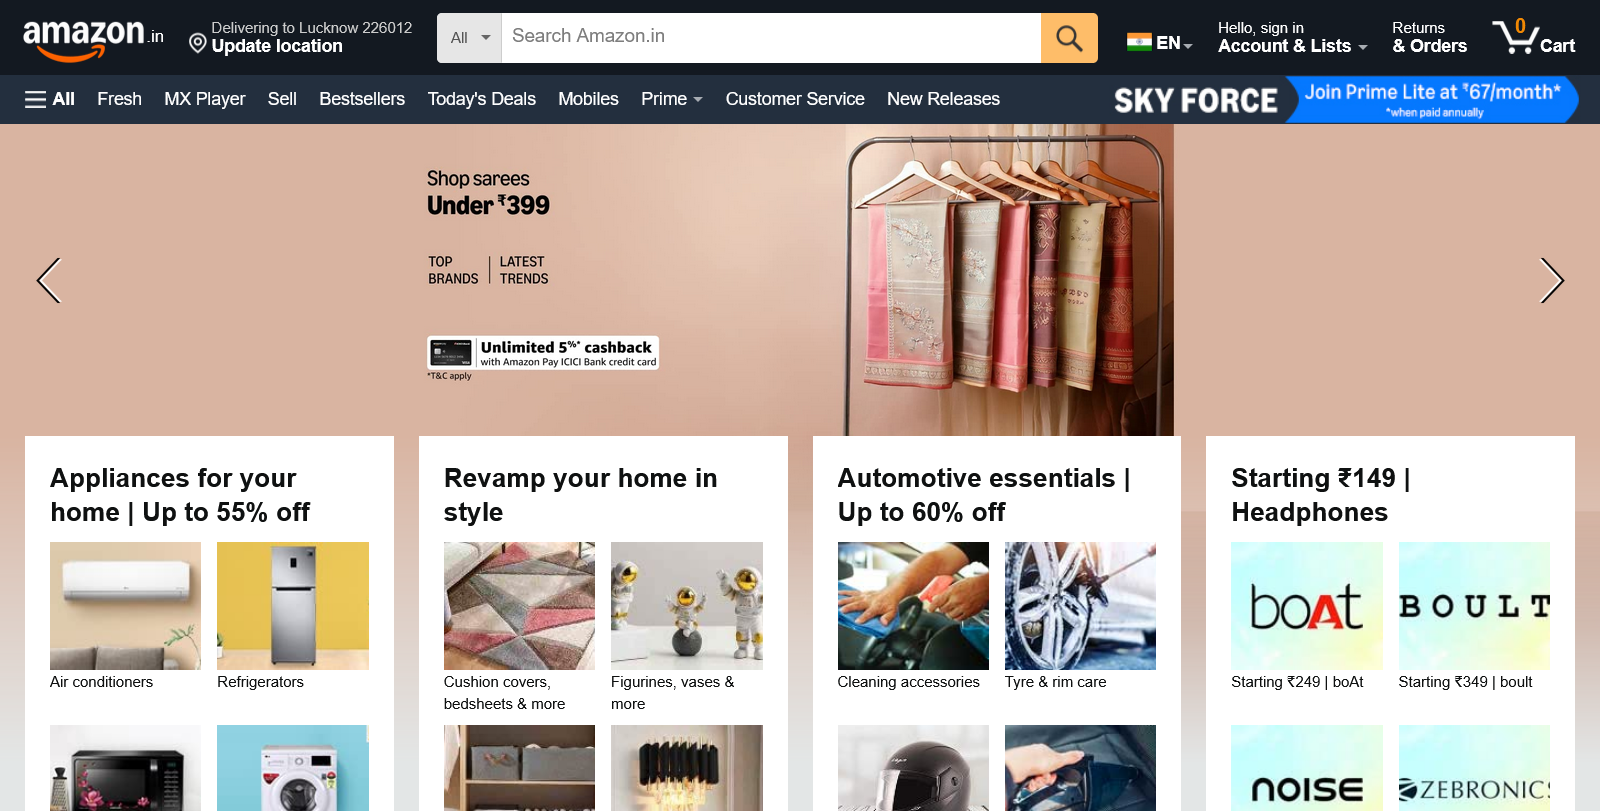 amazon.in
Delivering to Lucknow 226012
Update location
All
Search Amazon.in
EN
Hello, sign in
Account & Lists
Returns
& Orders
0
Cart
All
Fresh
MX Player
Sell
Bestsellers
Today's Deals
Mobiles
Prime
Customer Service
New Releases
SKY FORCE
Join Prime Lite at ₹67/month*
*when paid annually
Shop sarees
Under ₹399
TOP BRANDS
LATEST TRENDS
Unlimited 5%* cashback
with Amazon Pay ICICI Bank credit card
*T&C apply
Appliances for your
home | Up to 55% off
Air conditioners
Refrigerators
Revamp your home in
style
Cushion covers,
bedsheets & more
Figurines, vases &
more
Automotive essentials |
Up to 60% off
Cleaning accessories
Tyre & rim care
Starting ₹149 |
Headphones
boAt
BOULT
Starting ₹249 | boAt
Starting ₹349 | boult
noise
ZEBRONICS